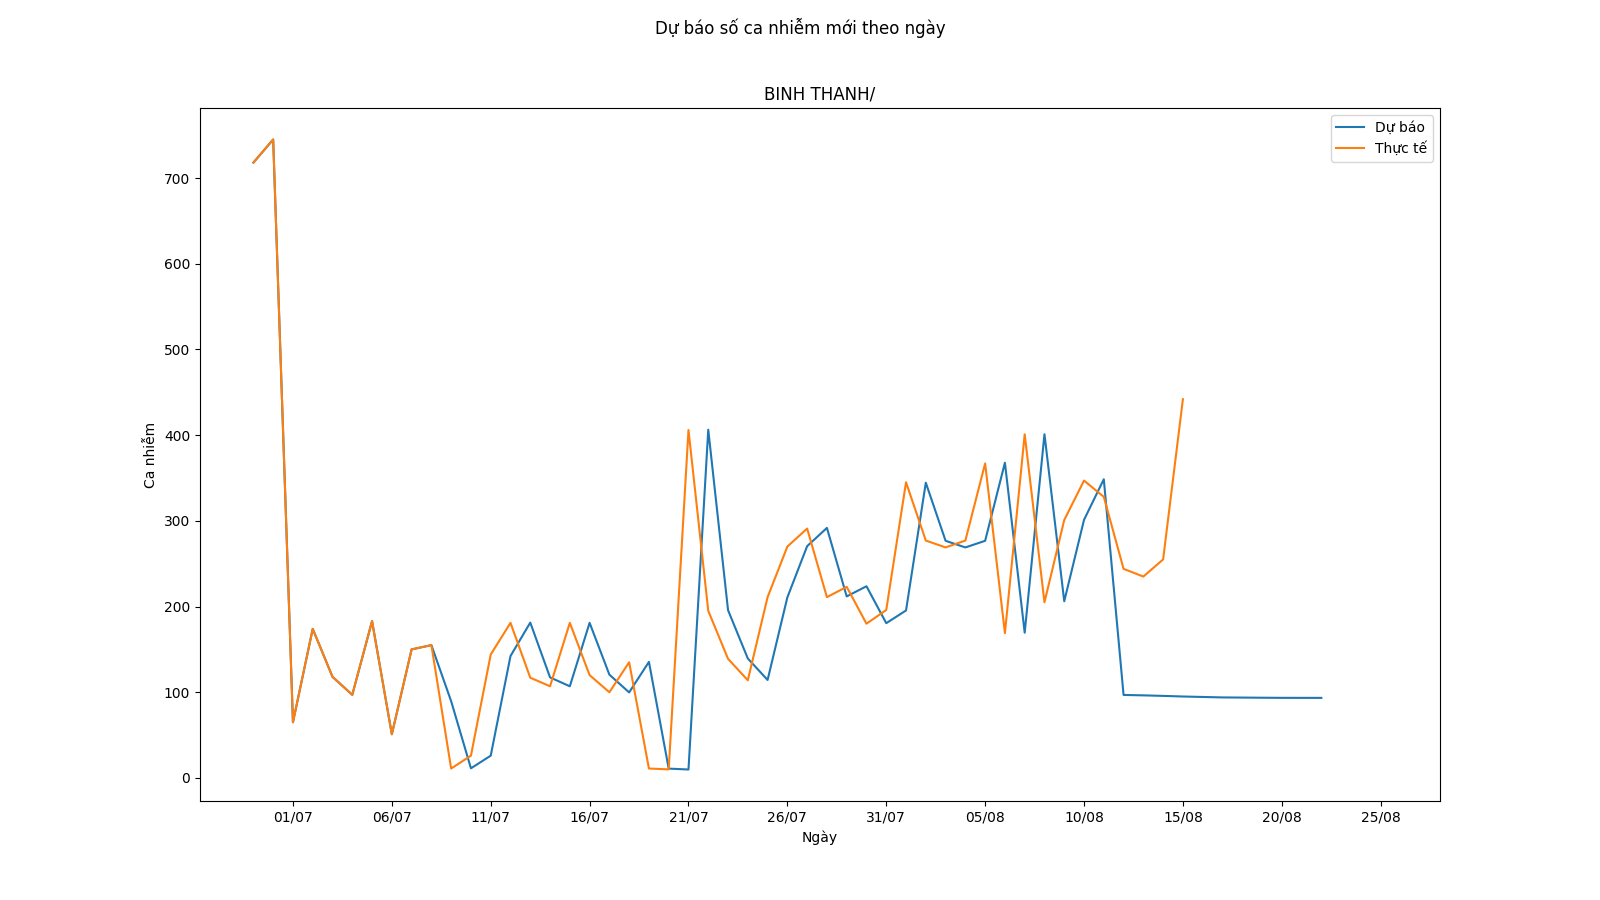 Dự báo số ca nhiễm mới theo ngày
BINH THANH/
Dự báo
Thực tế
700
600
500
400
300
200
100
0
Ca nhiễm
01/07 06/07 11/07 16/07 21/07 26/07 31/07 05/08 10/08 15/08 20/08 25/08
Ngày